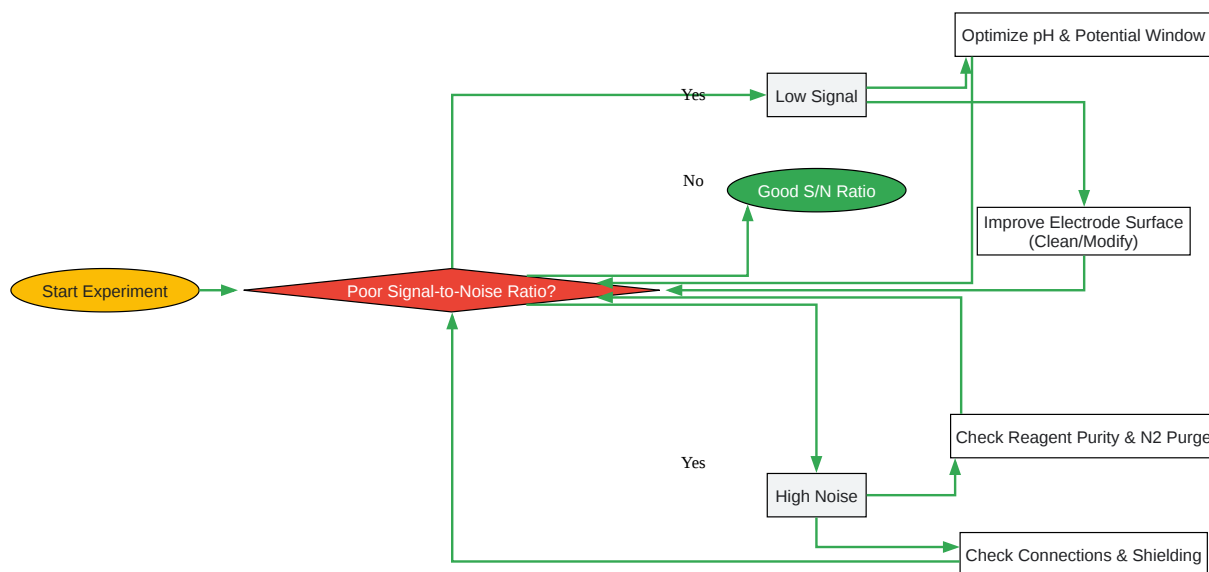 Optimize pH & Potential Window
Yes
Low Signal
No
Good S/N Ratio
Improve Electrode Surface
(Clean/Modify)
Start Experiment
Poor Signal-to-Noise Ratio?
Check Reagent Purity & N2 Purge
Yes
High Noise
Check Connections & Shielding